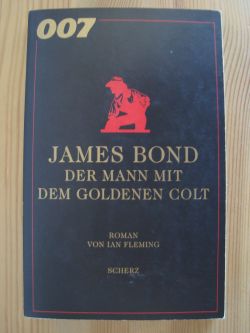 007
JAMES BOND
DER MANN MIT
DEM GOLDENEN COLT
ROMAN
VON IAN FLEMING
SCHERZ